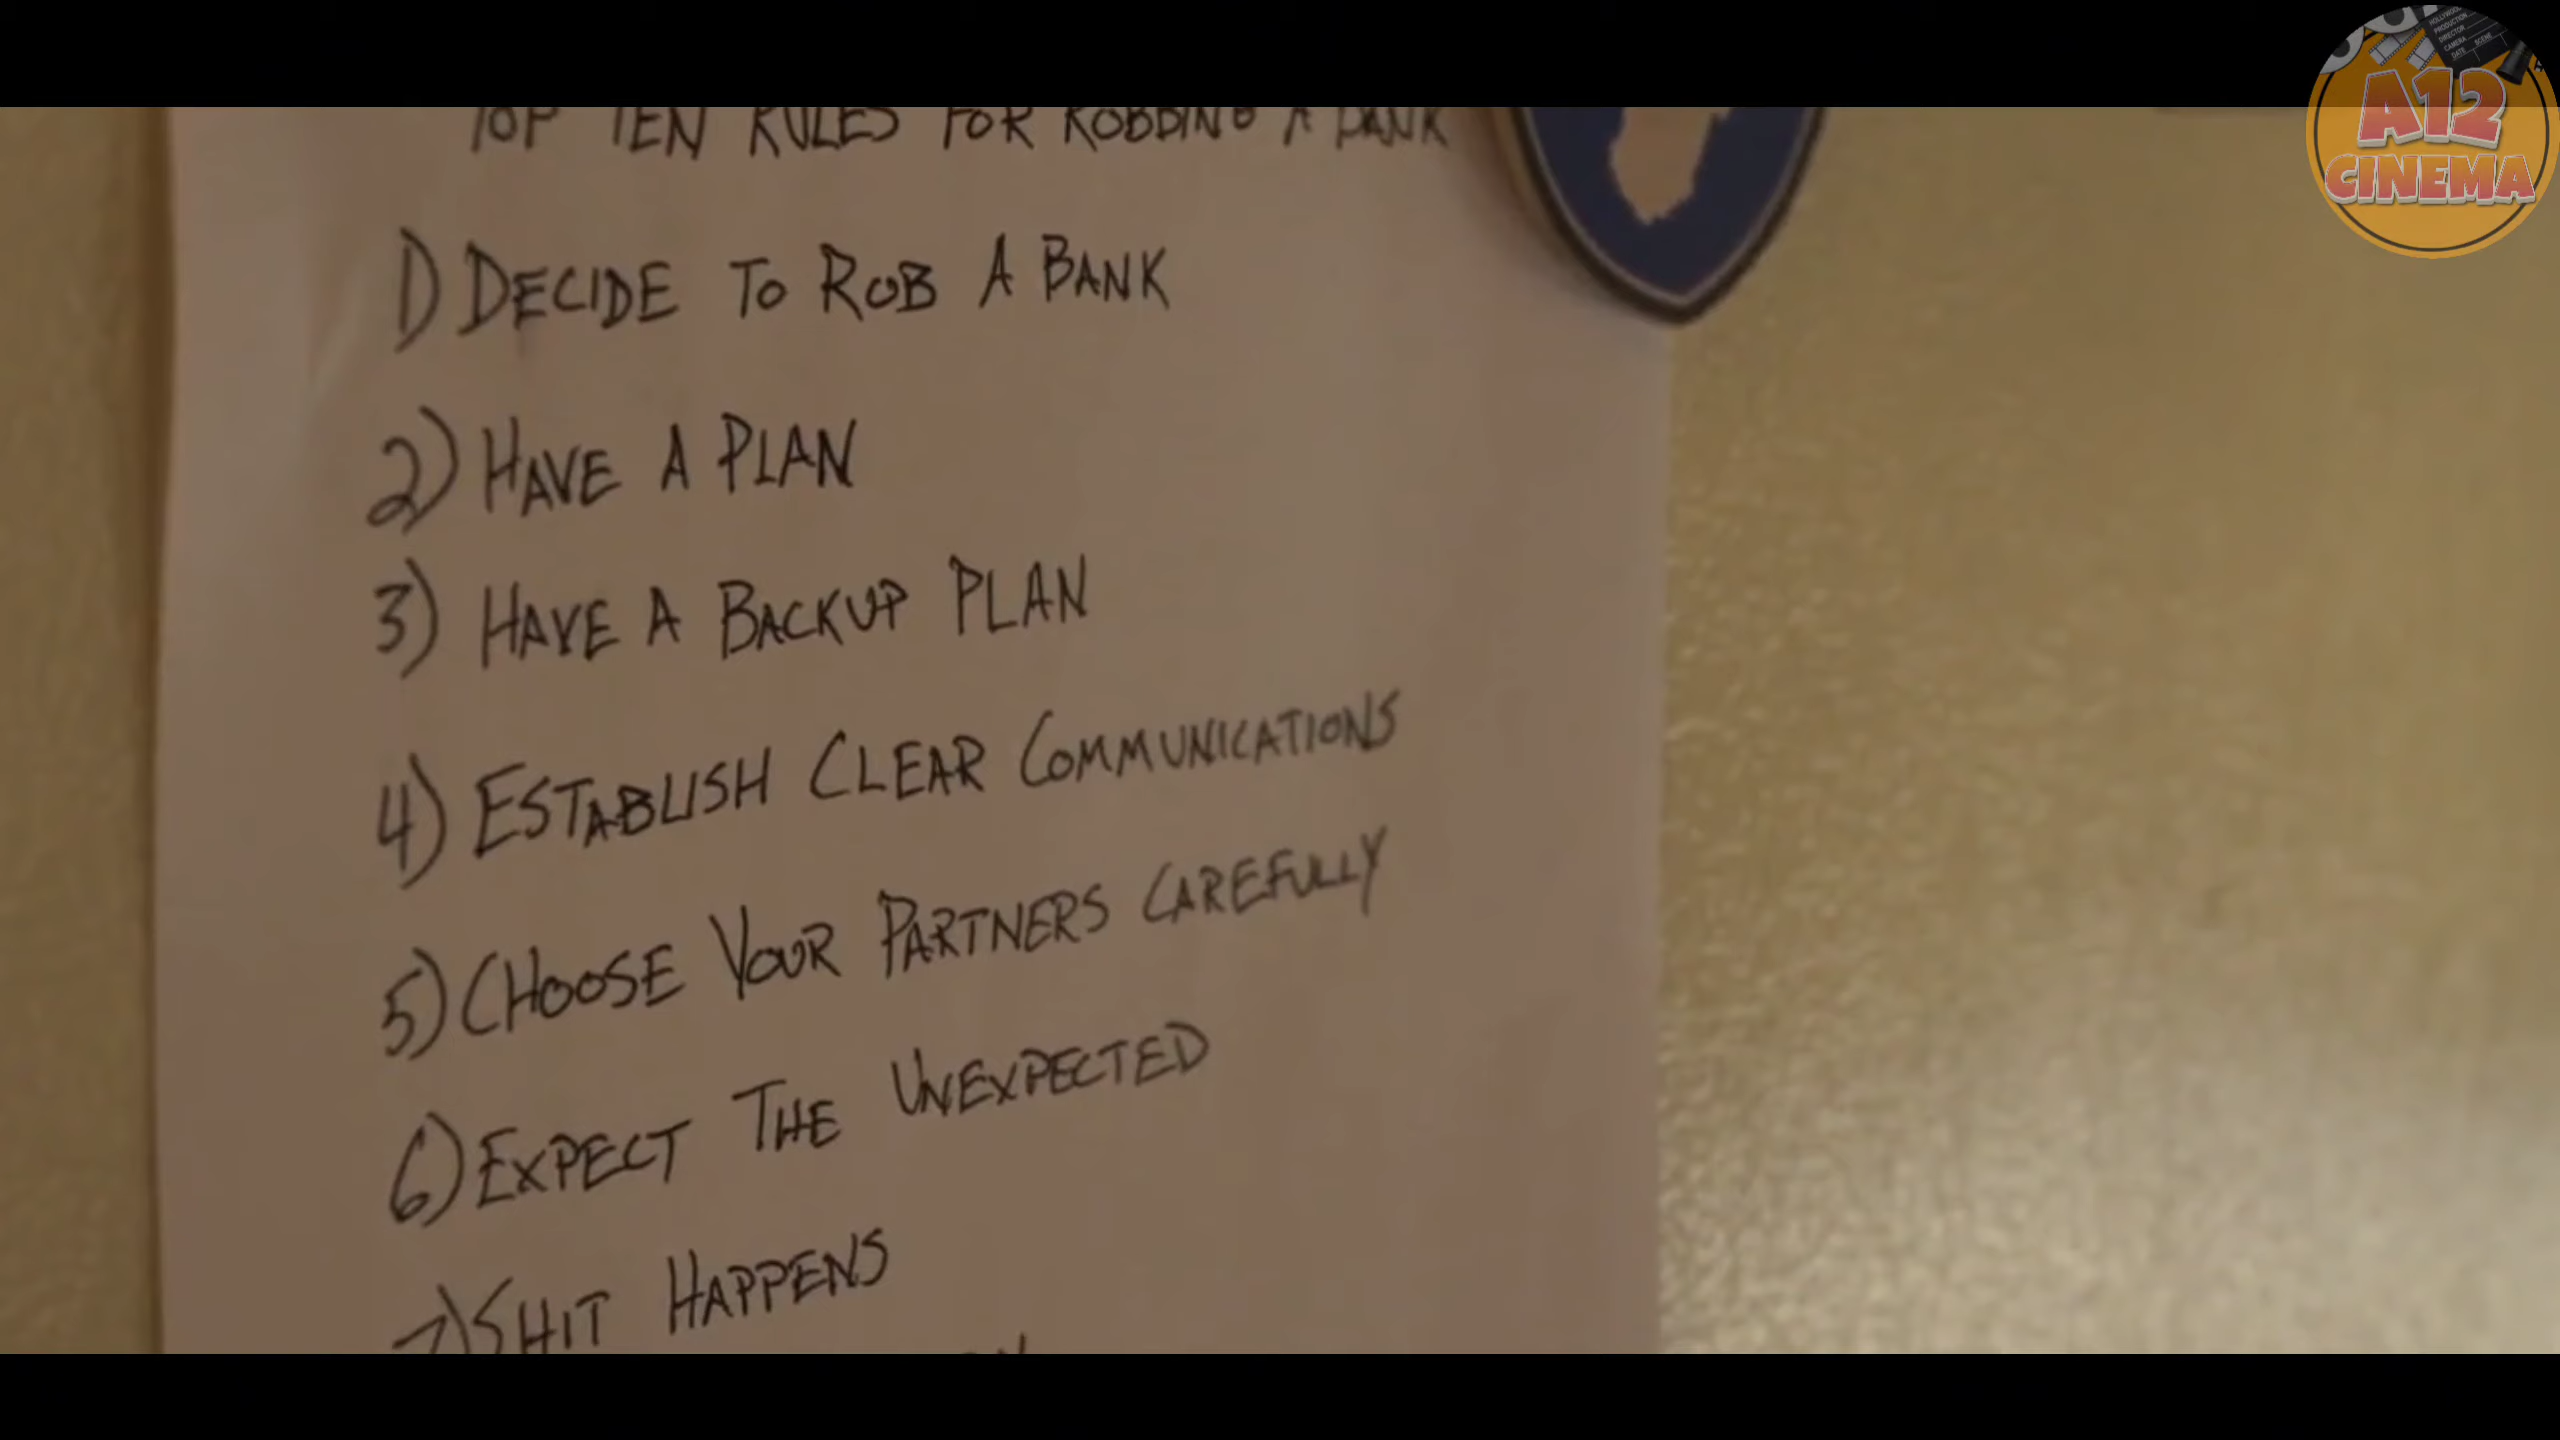 A12
CINEMA
TOP TEN RULES FOR ROBBING A BANK
1) DECIDE TO ROB A BANK
2) HAVE A PLAN
3) HAVE A BACKUP PLAN
4) ESTABLISH CLEAR COMMUNICATIONS
5) CHOOSE YOUR PARTNERS CAREFULLY
6) EXPECT THE UNEXPECTED
7) SHIT HAPPENS